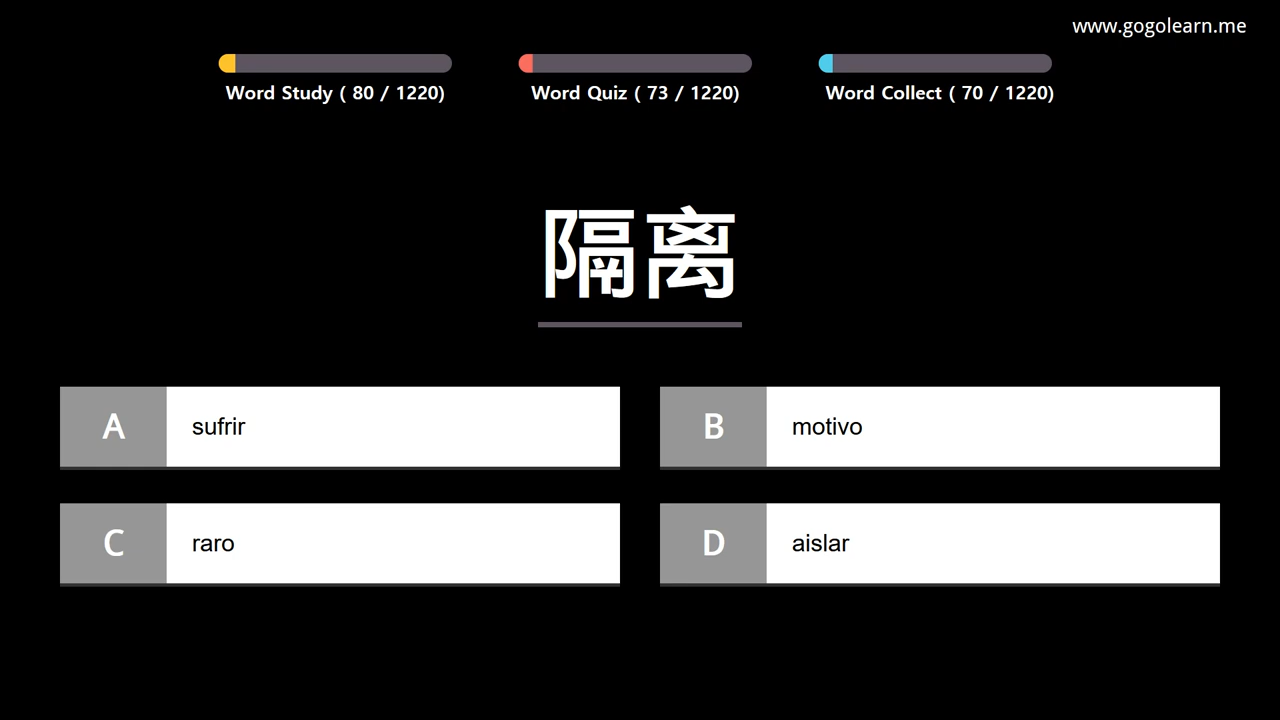 www.gogolearn.me
Word Study ( 80 / 1220)
Word Quiz ( 73 / 1220)
Word Collect ( 70 / 1220)
隔离
A sufrir
B motivo
C raro
D aislar